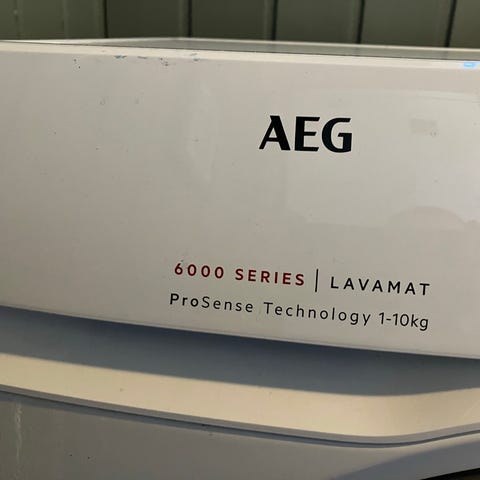 AEG
6000 SERIES | LAVAMAT
ProSense Technology 1-10kg